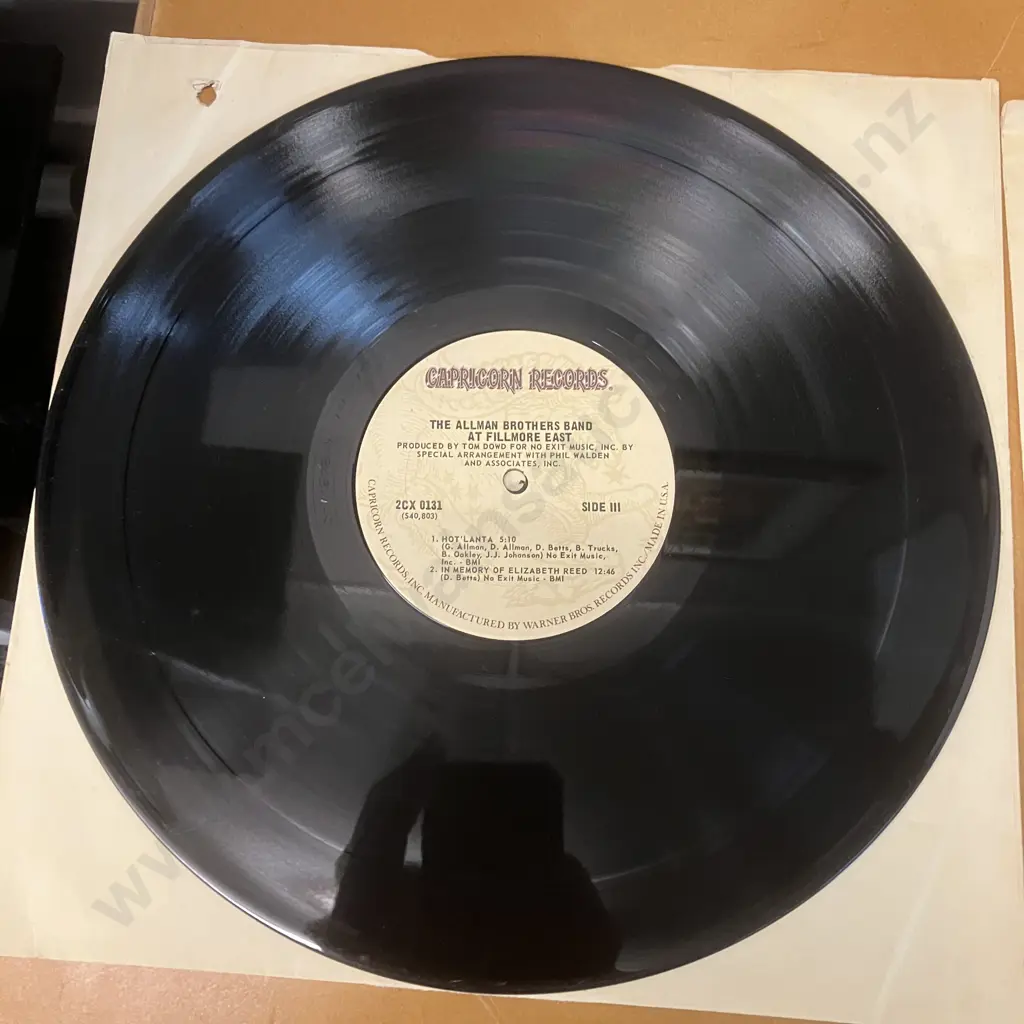 CAPRICORN RECORDS.
THE ALLMAN BROTHERS BAND
AT FILLMORE EAST
PRODUCED BY TOM DOWD FOR NO EXIT MUSIC, INC. BY
SPECIAL ARRANGEMENT WITH PHIL WALDEN
AND ASSOCIATES, INC.
2CX 0131 SIDE III
(S40,803)
1. HOT'LANTA 5:10
(G. Allman, D. Allman, D. Betts, B. Trucks,
B. Oakley, J.J. Johanson) No Exit Music,
Inc. - BMI
2. IN MEMORY OF ELIZABETH REED 12:46
(D. Betts) No Exit Music - BMI
CAPRICORN RECORDS, INC. MANUFACTURED BY WARNER BROS. RECORDS INC. MADE IN U.S.A.